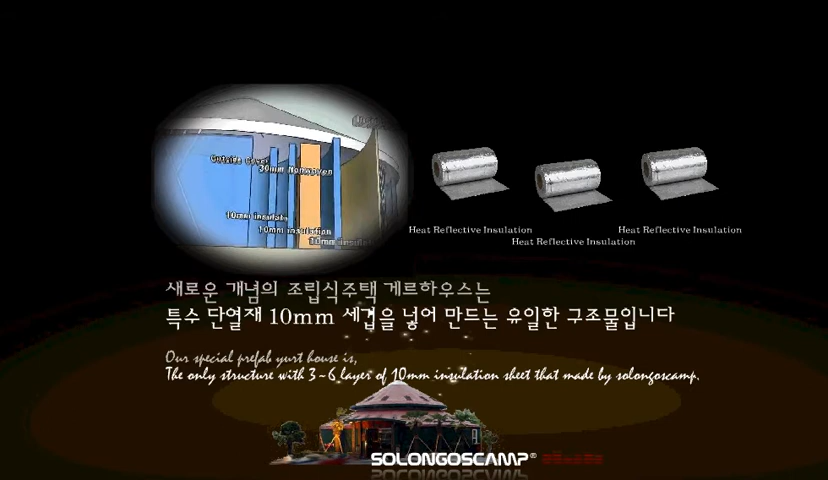 Outside cover
30mm Nonwoven
10mm insulatio
10mm insulation
10mm insulati
Heat Reflective Insulation
Heat Reflective Insulation
Heat Reflective Insulation
새로운 개념의 조립식주택 게르하우스는
특수 단열재 10mm 세겹을 넣어 만드는 유일한 구조물입니다
Our special prefab yurt house is,
The only structure with 3~6 layer of 10mm insulation sheet that made by solongoscamp.
SOLONGOSCAMP®